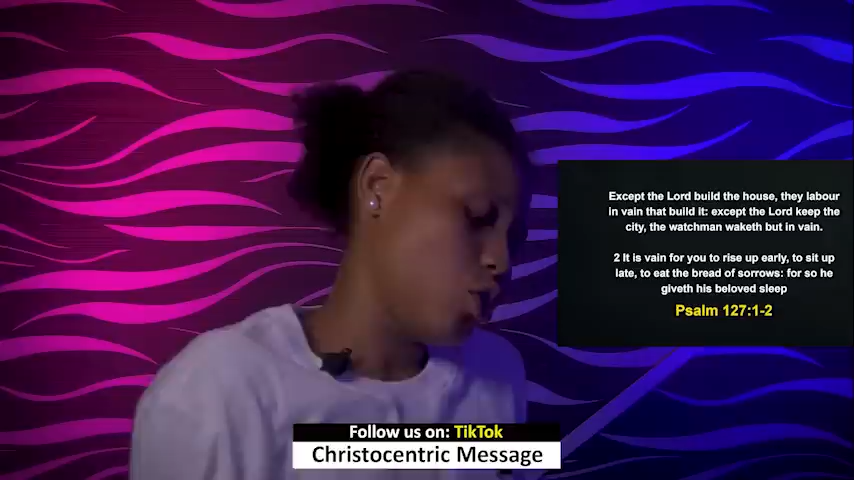 Except the Lord build the house, they labour
in vain that build it: except the Lord keep the
city, the watchman waketh but in vain.
2 It is vain for you to rise up early, to sit up
late, to eat the bread of sorrows: for so he
giveth his beloved sleep
Psalm 127:1-2
Follow us on: TikTok
Christocentric Message